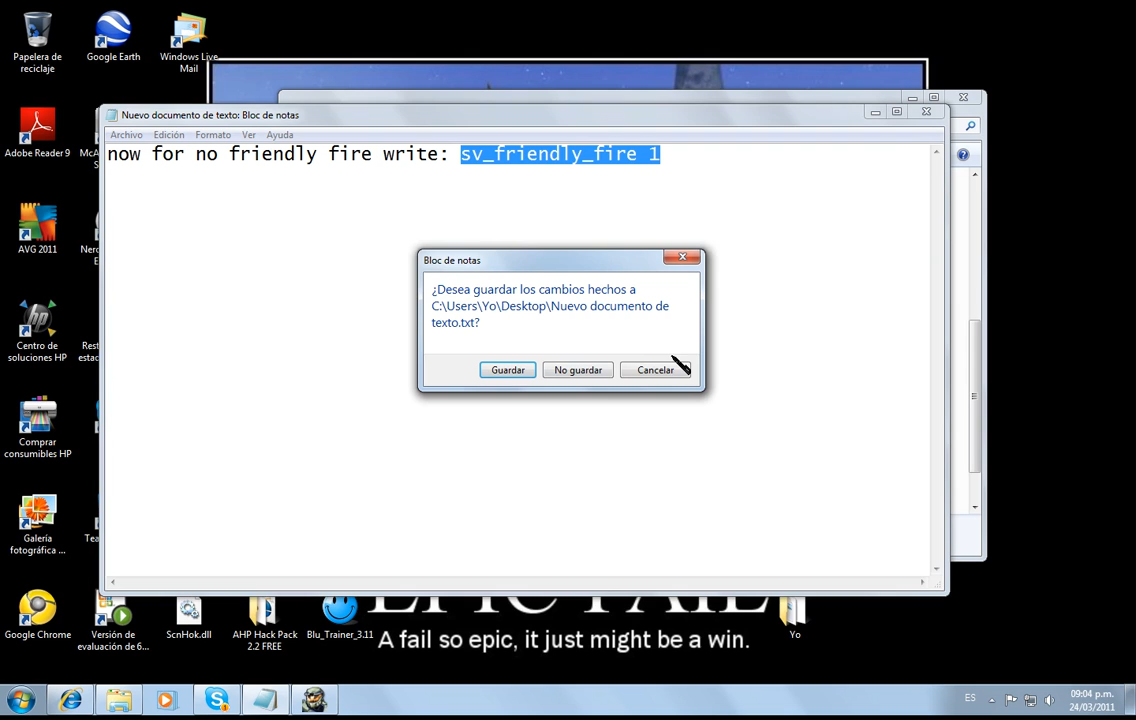 Papelera de
reciclaje
Google Earth
Windows Live
Mail
Adobe Reader 9
AVG 2011
Centro de
soluciones HP
Comprar
consumibles HP
Galería
fotográfica ...
Google Chrome
Versión de
evaluación de 6...
ScnHok.dll
AHP Hack Pack
2.2 FREE
Blu_Trainer_3.11
Yo
Nuevo documento de texto: Bloc de notas
Archivo Edición Formato Ver Ayuda
now for no friendly fire write: sv_friendly_fire 1
Bloc de notas
¿Desea guardar los cambios hechos a
C:\Users\Yo\Desktop\Nuevo documento de
texto.txt?
Guardar No guardar Cancelar
A fail so epic, it just might be a win.
ES
09:04 p.m.
24/03/2011